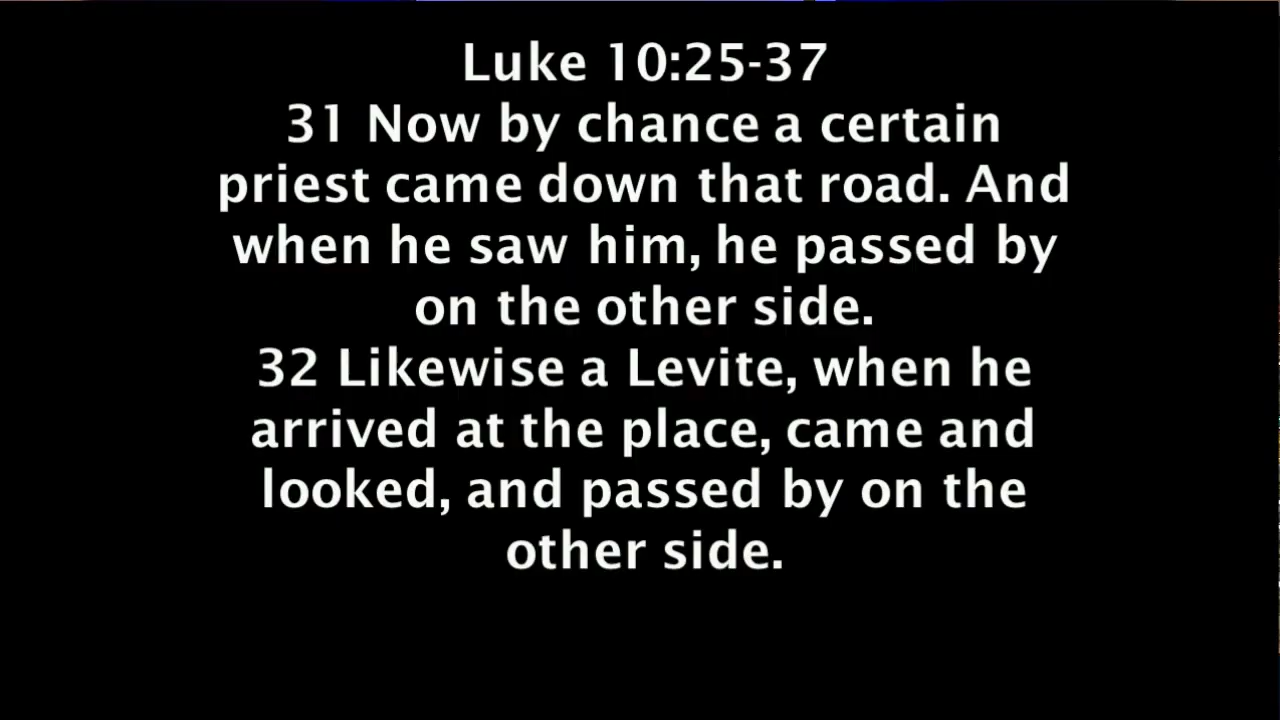 Luke 10:25-37
31 Now by chance a certain
priest came down that road. And
when he saw him, he passed by
on the other side.
32 Likewise a Levite, when he
arrived at the place, came and
looked, and passed by on the
other side.